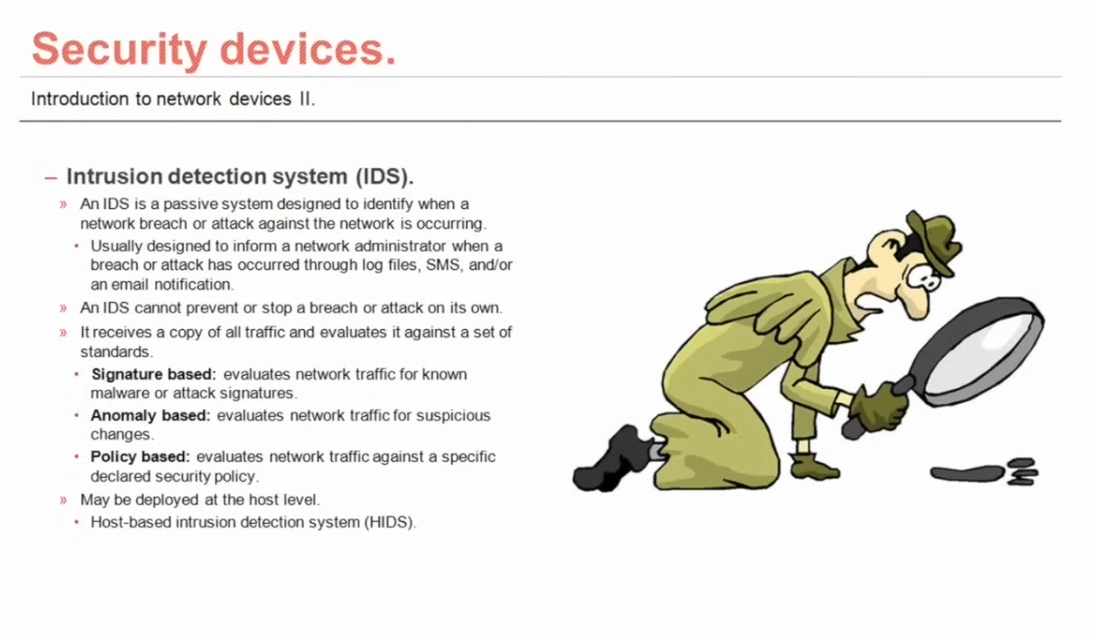 Security devices.
Introduction to network devices II.
– Intrusion detection system (IDS).
» An IDS is a passive system designed to identify when a
network breach or attack against the network is occurring.
• Usually designed to inform a network administrator when a
breach or attack has occurred through log files, SMS, and/or
an email notification.
» An IDS cannot prevent or stop a breach or attack on its own.
» It receives a copy of all traffic and evaluates it against a set of
standards.
• Signature based: evaluates network traffic for known
malware or attack signatures.
• Anomaly based: evaluates network traffic for suspicious
changes.
• Policy based: evaluates network traffic against a specific
declared security policy.
» May be deployed at the host level.
• Host-based intrusion detection system (HIDS).